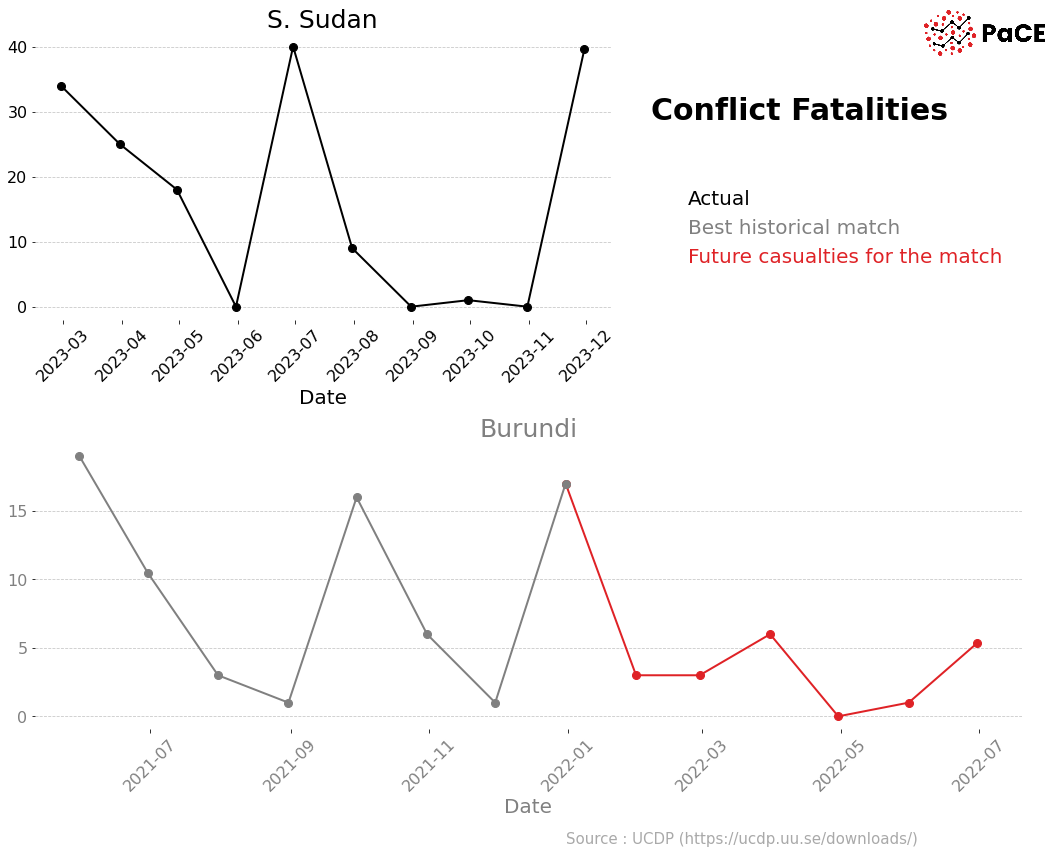 S. Sudan
PaCE
Conflict Fatalities
Actual
Best historical match
Future casualties for the match
40
30
20
10
0
2023-03
2023-04
2023-05
2023-06
2023-07
2023-08
2023-09
2023-10
2023-11
2023-12
Date
Burundi
15
10
5
0
2021-07
2021-09
2021-11
2022-01
2022-03
2022-05
2022-07
Date
Source : UCDP (https://ucdp.uu.se/downloads/)